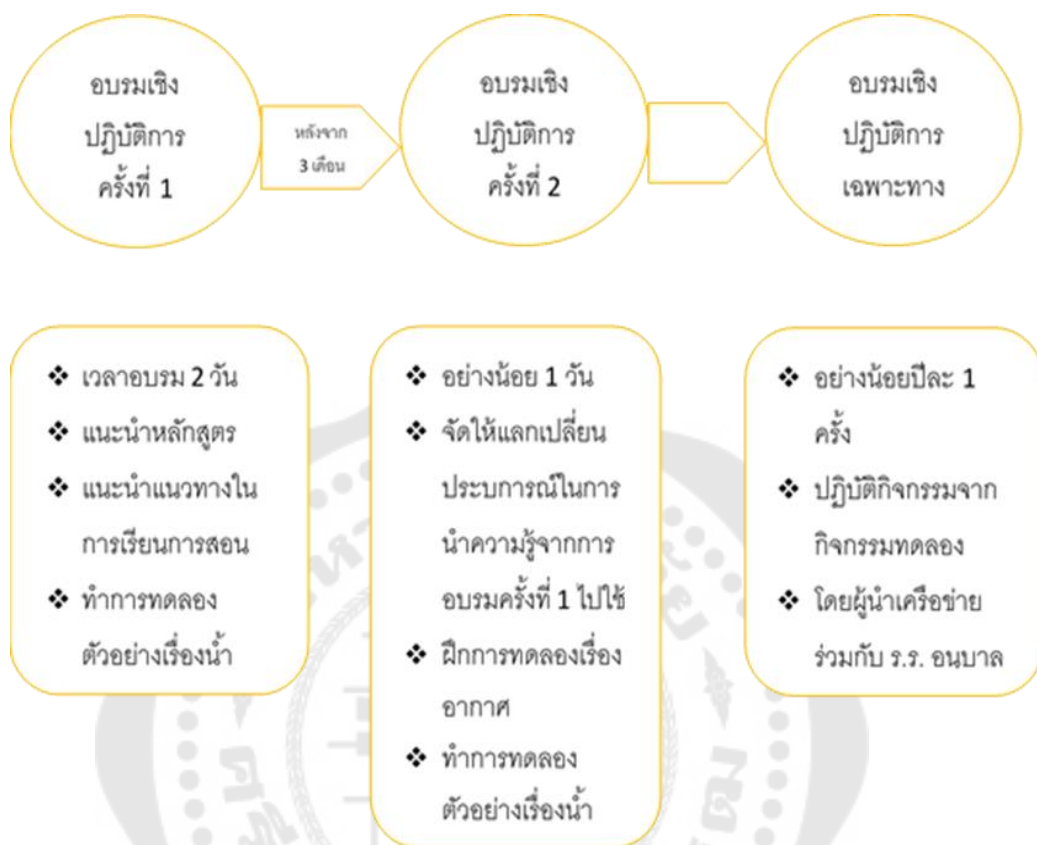 อบรมเชิง
ปฏิบัติการ
ครั้งที่ 1
หลังจาก
3 เดือน
อบรมเชิง
ปฏิบัติการ
ครั้งที่ 2
อบรมเชิง
ปฏิบัติการ
เฉพาะทาง
❖ เวลาอบรม 2 วัน
❖ แนะนำหลักสูตร
❖ แนะนำแนวทางใน
การเรียนการสอน
❖ ทำการทดลอง
ตัวอย่างเรื่องน้ำ
❖ อย่างน้อย 1 วัน
❖ จัดให้แลกเปลี่ยน
ประบการณ์ในการ
นำความรู้จากการ
อบรมครั้งที่ 1 ไปใช้
❖ ฝึกการทดลองเรื่อง
อากาศ
❖ ทำการทดลอง
ตัวอย่างเรื่องน้ำ
❖ อย่างน้อยปีละ 1
ครั้ง
❖ ปฏิบัติกิจกรรมจาก
กิจกรรมทดลอง
❖ โดยผู้นำเครือข่าย
ร่วมกับ ร.ร. อนุบาล